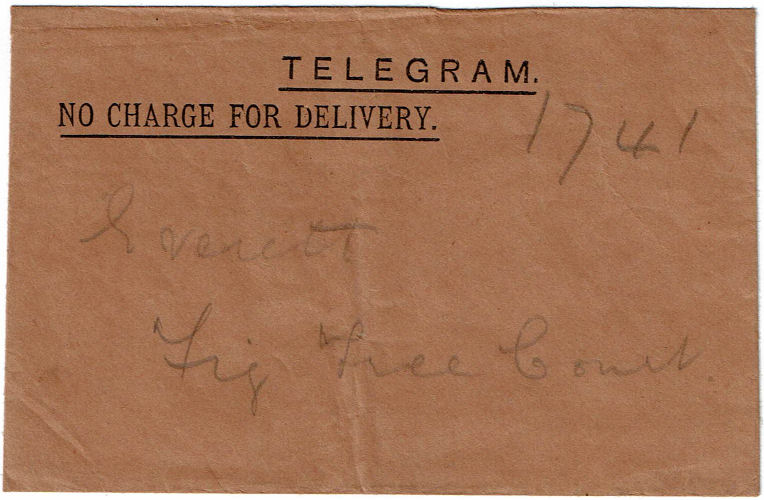 TELEGRAM.
NO CHARGE FOR DELIVERY.
1741
Everett
Fig Tree Court